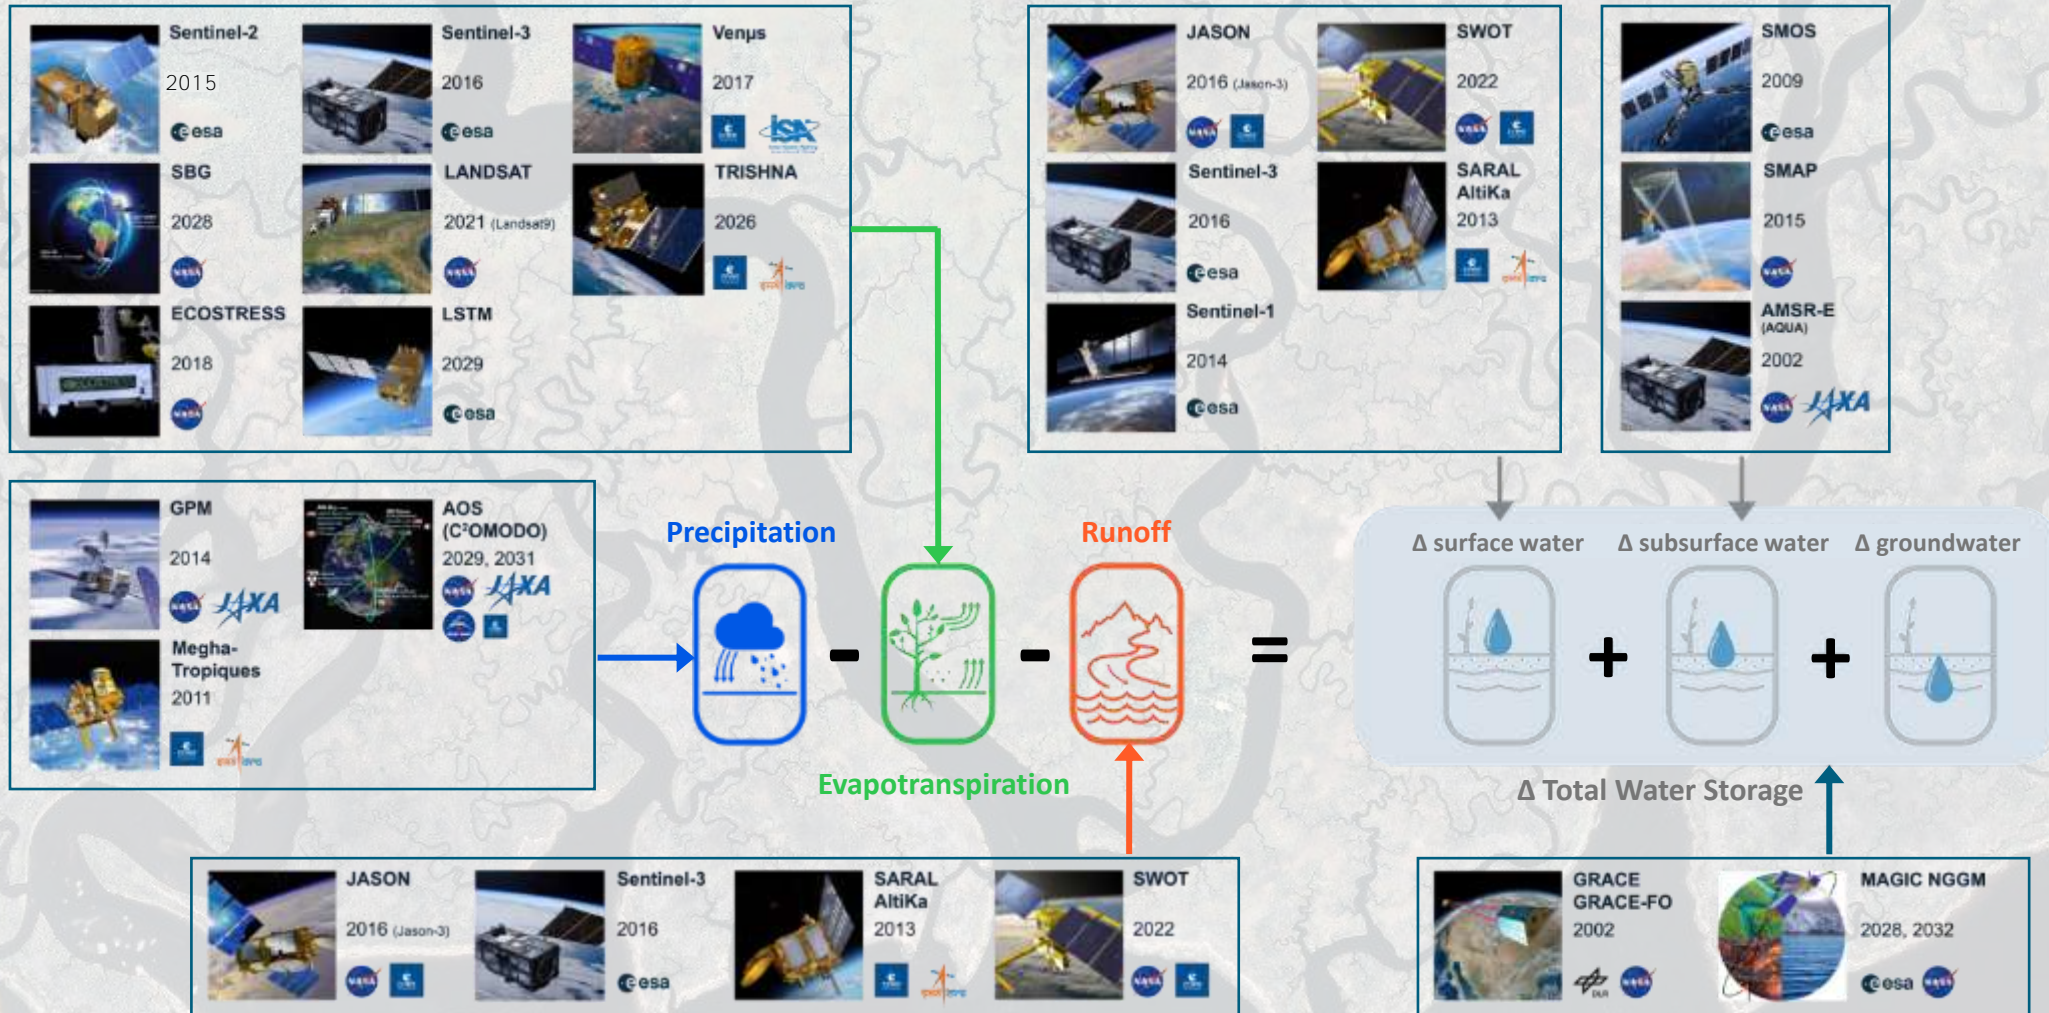 Sentinel-2
2015
esa
Sentinel-3
2016
esa
Venµs
2017
SBG
2028
NASA
LANDSAT
2021 (Landsat9)
NASA
TRISHNA
2026
ECOSTRESS
2018
NASA
LSTM
2029
esa
JASON
2016 (Jason-3)
NASA
SWOT
2022
NASA
Sentinel-3
2016
esa
SARAL
AltiKa
2013
Sentinel-1
2014
esa
SMOS
2009
esa
SMAP
2015
NASA
AMSR-E
(AQUA)
2002
NASA JAXA
GPM
2014
NASA JAXA
AOS
(C²OMODO)
2029, 2031
NASA JAXA
Megha-
Tropiques
2011
Precipitation
-
Evapotranspiration
-
Runoff
=
Δ surface water
+
Δ subsurface water
+
Δ groundwater
Δ Total Water Storage
JASON
2016 (Jason-3)
NASA
Sentinel-3
2016
esa
SARAL
AltiKa
2013
SWOT
2022
NASA
GRACE
GRACE-FO
2002
DLR NASA
MAGIC NGGM
2028, 2032
esa NASA